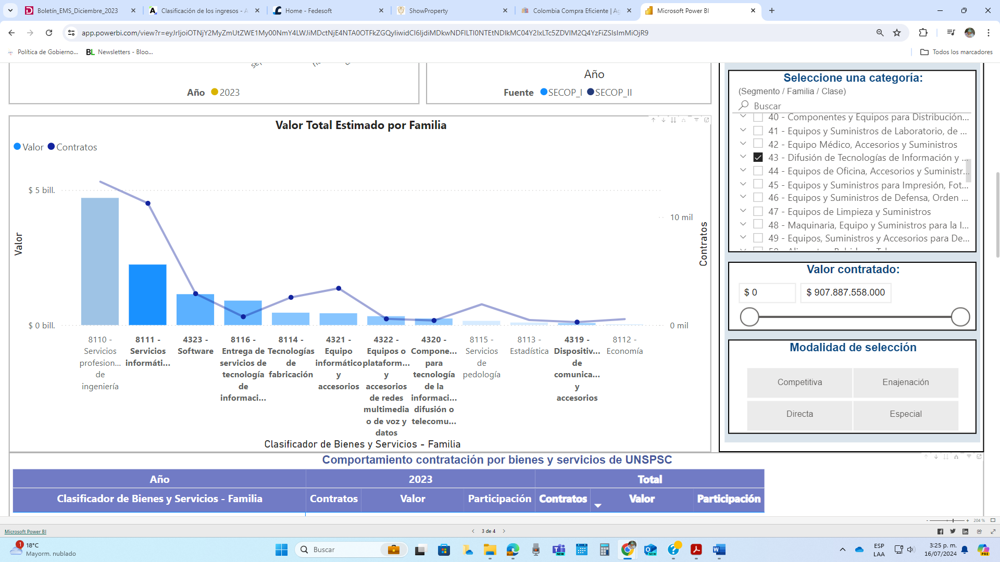 Boletín_EMS_Diciembre_2023
Clasificación de los ingresos - A
Home - Fedesoft
ShowProperty
Colombia Compra Eficiente | Ag
Microsoft Power BI
Política de Gobierno...
BL Newsletters - Bloo...
Todos los marcadores
Año 2023
Año
Fuente SECOP_I SECOP_II
Valor Total Estimado por Familia
Valor Contratos
$ 5 bill.
$ 0 bill.
Valor
10 mil
0 mil
Contratos
8110 -
Servicios
profesion...
de
ingeniería
8111 -
Servicios
informáti...
4323 -
Software
8116 -
Entrega de
servicios de
tecnología
de
informaci...
8114 -
Tecnologías
de
fabricación
4321 -
Equipo
informático
y
accesorios
4322 -
Equipos o
plataform...
y
accesorios
de redes
multimedia
o de voz y
datos
4320 -
Compone...
para
tecnología
de la
informaci...
difusión o
telecomu...
8115 -
Servicios
de
pedología
8113 -
Estadística
4319 -
Dispositiv...
de
comunica...
y
accesorios
8112 -
Economía
Clasificador de Bienes y Servicios - Familia
Seleccione una categoría:
(Segmento / Familia / Clase)
Buscar
40 - Componentes y Equipos para Distribución...
41 - Equipos y Suministros de Laboratorio, de ...
42 - Equipo Médico, Accesorios y Suministros
43 - Difusión de Tecnologías de Información y ...
44 - Equipos de Oficina, Accesorios y Suministr...
45 - Equipos y Suministros para Impresión, Fot...
46 - Equipos y Suministros de Defensa, Orden ...
47 - Equipos de Limpieza y Suministros
48 - Maquinaria, Equipo y Suministros para la I...
49 - Equipos, Suministros y Accesorios para De...
Valor contratado:
$ 0
$ 907.887.558.000
Modalidad de selección
Competitiva
Enajenación
Directa
Especial
Comportamiento contratación por bienes y servicios de UNSPSC
Año 2023 Total
Clasificador de Bienes y Servicios - Familia Contratos Valor Participación Contratos Valor Participación
- + 204 %
Microsoft Power BI
3 de 4
1
18°C
Mayorm. nublado
Buscar
ESP
LAA
3:25 p. m.
16/07/2024